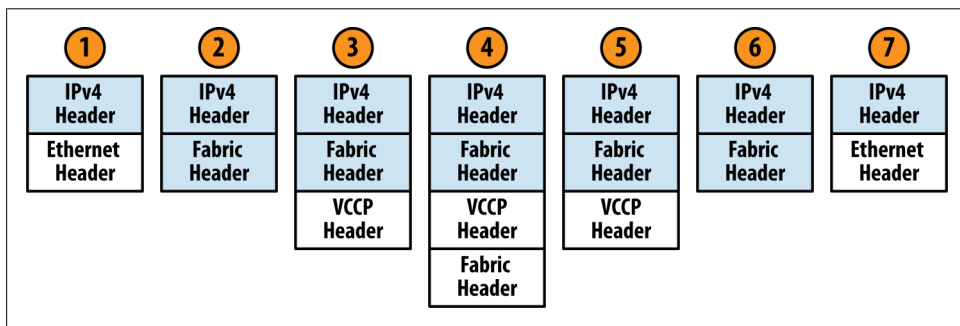 1
2
3
4
5
6
7
IPv4
Header
Ethernet
Header
IPv4
Header
Fabric
Header
IPv4
Header
Fabric
Header
VCCP
Header
IPv4
Header
Fabric
Header
VCCP
Header
Fabric
Header
IPv4
Header
Fabric
Header
VCCP
Header
IPv4
Header
Fabric
Header
IPv4
Header
Ethernet
Header